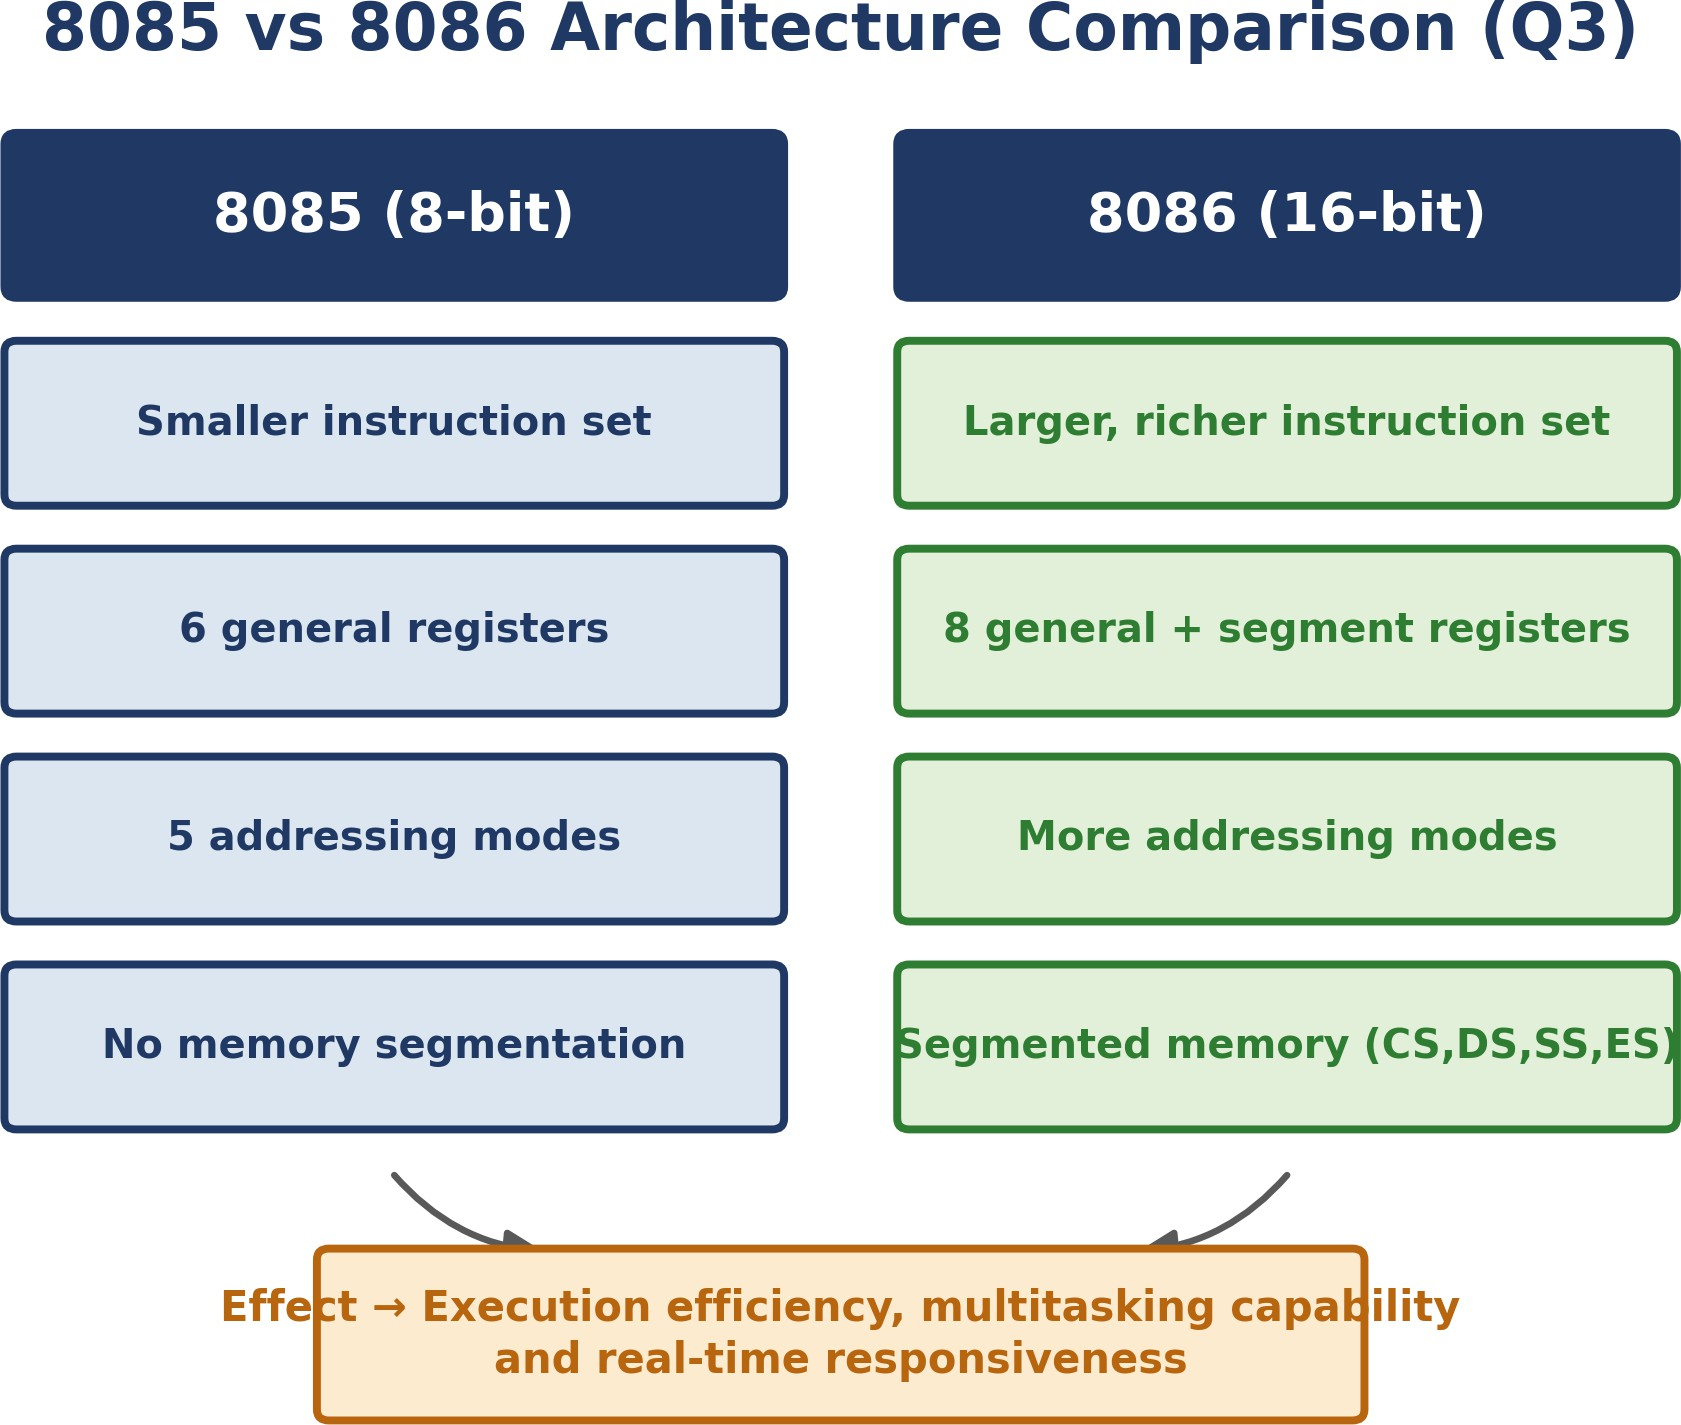 8085 vs 8086 Architecture Comparison (Q3)
8085 (8-bit)
8086 (16-bit)
Smaller instruction set
Larger, richer instruction set
6 general registers
8 general + segment registers
5 addressing modes
More addressing modes
No memory segmentation
Segmented memory (CS,DS,SS,ES)
Effect → Execution efficiency, multitasking capability
and real-time responsiveness